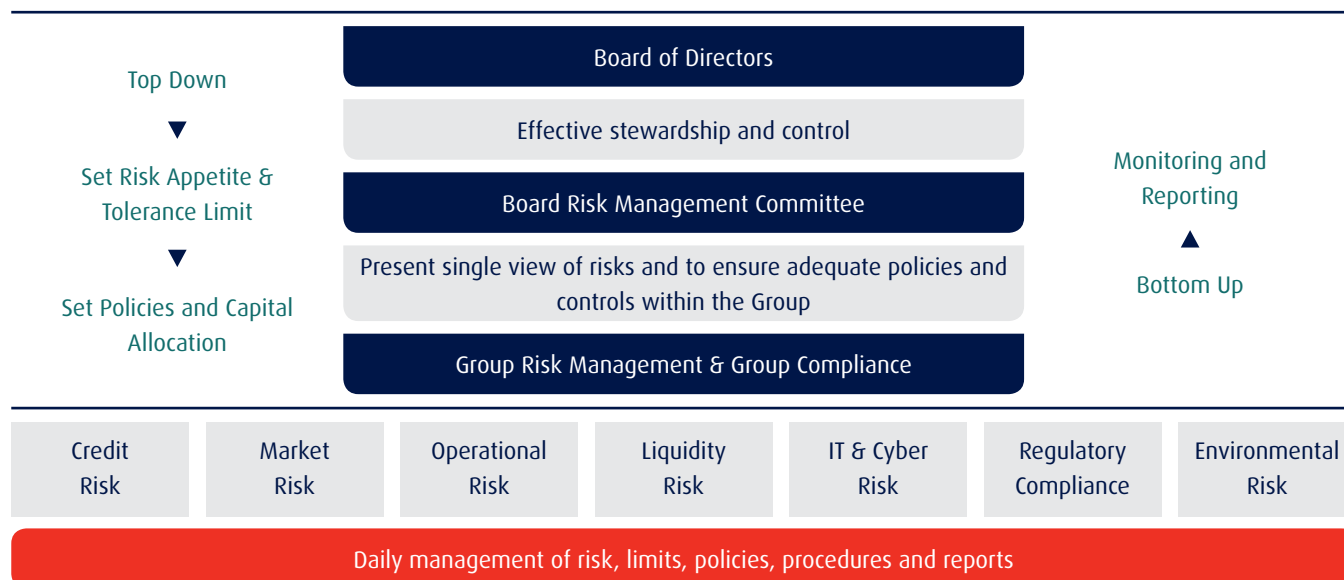 Top Down
Set Risk Appetite &
Tolerance Limit
Set Policies and Capital
Allocation
Board of Directors
Effective stewardship and control
Board Risk Management Committee
Present single view of risks and to ensure adequate policies and
controls within the Group
Group Risk Management & Group Compliance
Monitoring and
Reporting
Bottom Up
Credit
Risk
Market
Risk
Operational
Risk
Liquidity
Risk
IT & Cyber
Risk
Regulatory
Compliance
Environmental
Risk
Daily management of risk, limits, policies, procedures and reports